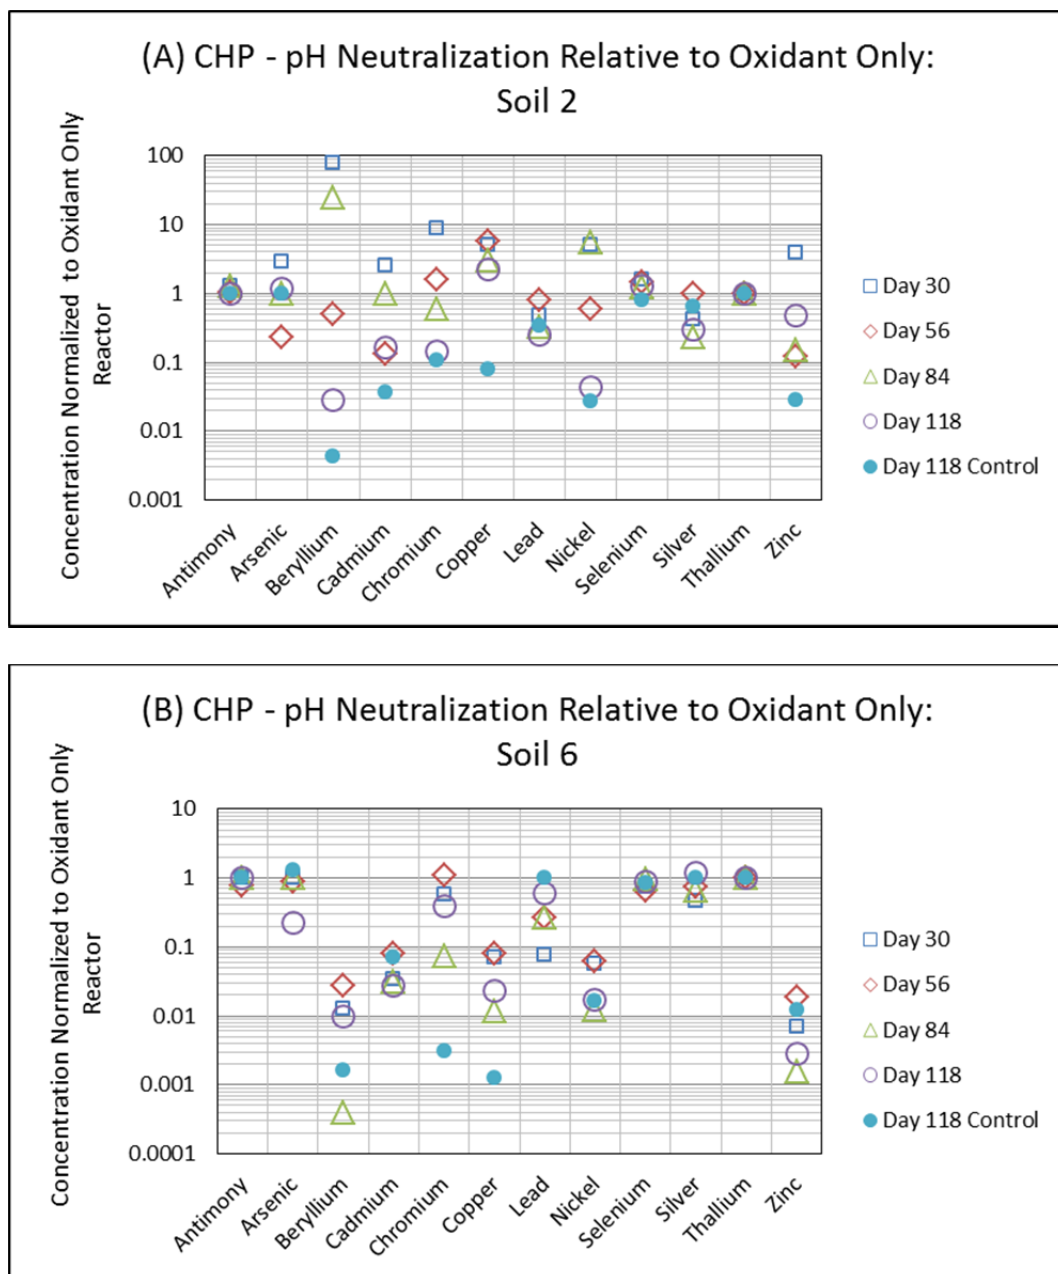 (A) CHP - pH Neutralization Relative to Oxidant Only:
Soil 2
Concentration Normalized to Oxidant Only
Reactor
100
10
1
0.1
0.01
0.001
Antimony
Arsenic
Beryllium
Cadmium
Chromium
Copper
Lead
Nickel
Selenium
Silver
Thallium
Zinc
Day 30
Day 56
Day 84
Day 118
Day 118 Control
(B) CHP - pH Neutralization Relative to Oxidant Only:
Soil 6
Concentration Normalized to Oxidant Only
Reactor
10
1
0.1
0.01
0.001
0.0001
Antimony
Arsenic
Beryllium
Cadmium
Chromium
Copper
Lead
Nickel
Selenium
Silver
Thallium
Zinc
Day 30
Day 56
Day 84
Day 118
Day 118 Control